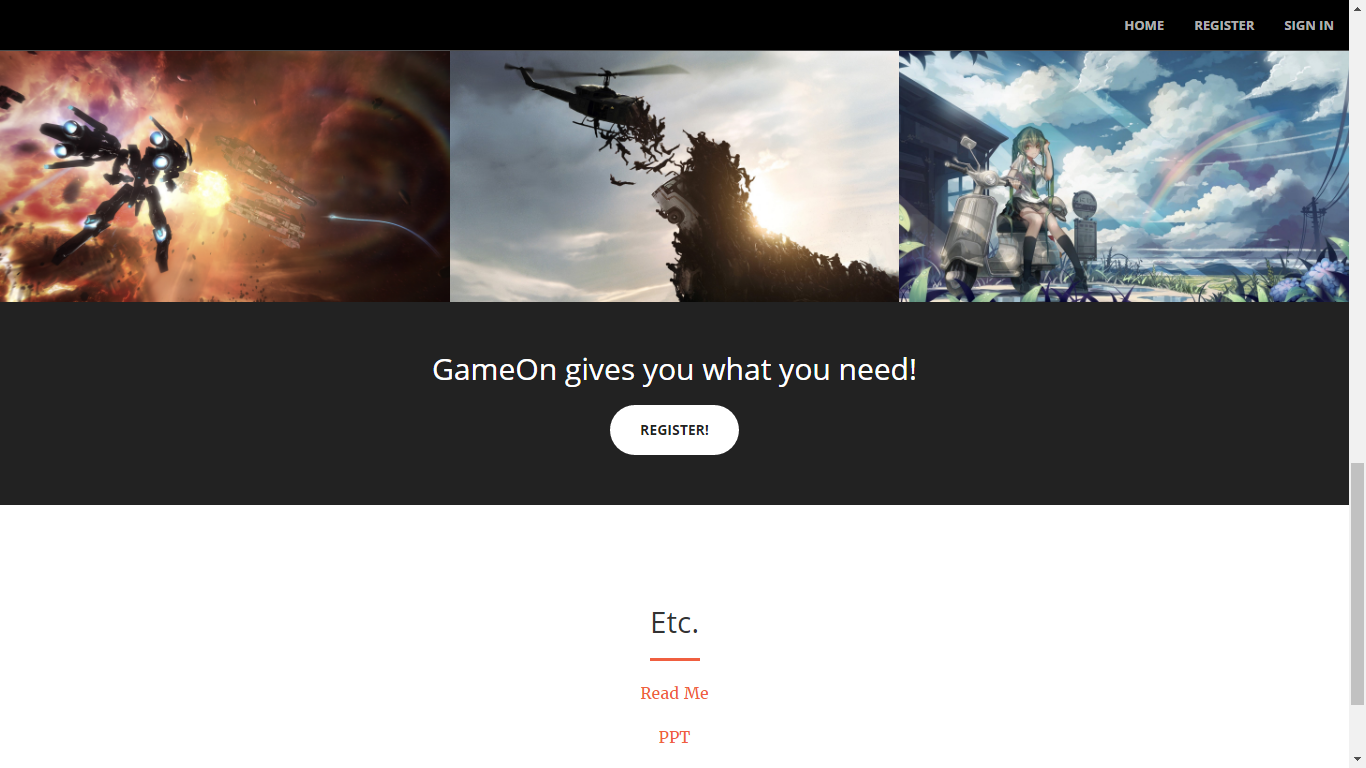 HOME REGISTER SIGN IN
GameOn gives you what you need!
REGISTER!
Etc.
Read Me
PPT